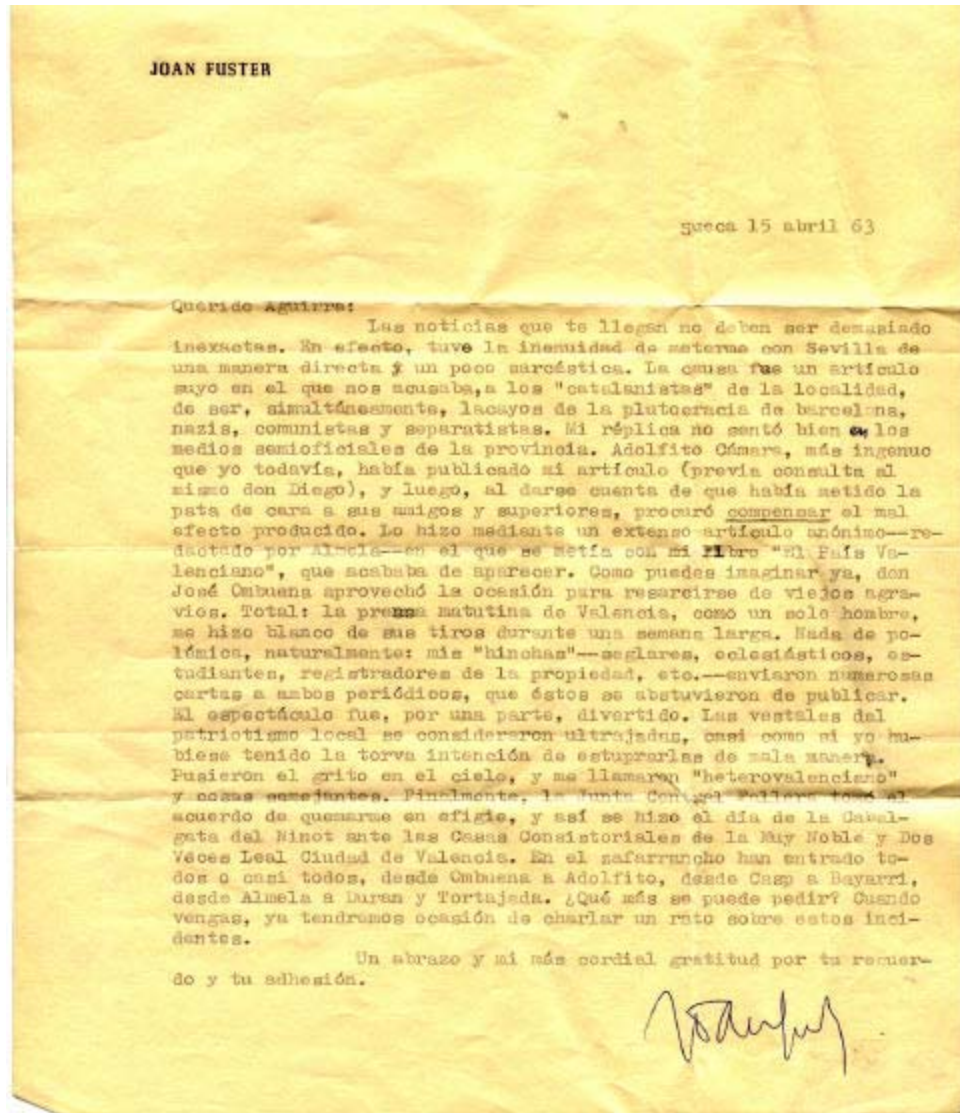 JOAN FUSTER
Sueca 15 abril 63
Querido Aguirre:
Las noticias que te llegan no deben ser demasiado
inexactas. En efecto, tuve la inenuidad de meterme con Sevilla de
una manera directa y un poco sarcástica. La causa fue un artículo
suyo en el que nos acusaba,a los "catalanistas" de la localidad,
de ser, simultáneamente, lacayos de la plutocracia de barcelona,
nazis, comunistas y separatistas. Mi réplica no sentó bien en los
medios semioficiales de la provincia. Adolfito Cámara, más ingenuo
que yo todavía, había publicado mi artículo (previa consulta al
mismo don Diego), y luego, al darse cuenta de que había metido la
pata de cara a sus amigos y superiores, procuró compensar el mal
efecto producido. Lo hizo mediante un extenso artículo anónimo--re-
dactado por Almela--en el que se metía con mi libro "El País Va-
lenciano", que acababa de aparecer. Como puedes imaginar ya, don
José Ombuena aprovechó la ocasión para resarcirse de viejos agra-
vios. Total: la prensa matutina de Valencia, como un solo hombre,
me hizo blanco de sus tiros durante una semana larga. Nada de po-
lémica, naturalmente: mis "hinchas"--seglares, eclesiásticos, es-
tudiantes, registradores de la propiedad, etc.--enviaron numerosas
cartas a ambos periódicos, que éstos se abstuvieron de publicar.
El espectáculo fue, por una parte, divertido. Las vestales del
patriotismo local se consideraron ultrajadas, casi como si yo hu-
biese tenido la torva intención de estuprarlas de mala manera.
Pusieron el grito en el cielo, y me llamaron "heterovalenciano"
y cosas semejantes. Finalmente, la Junta Central Fallera tomó el
acuerdo de quemarme en efigie, y así se hizo el día de la Cabal-
gata del Ninot ante las Casas Consistoriales de la Muy Noble y Dos
Veces Leal Ciudad de Valencia. En el zafarrancho han entrado to-
dos o casi todos, desde Ombuena a Adolfito, desde Casp a Bayarri,
desde Almela a Duran y Tortajada. ¿Qué más se puede pedir? Cuando
vengas, ya tendremos ocasión de charlar un rato sobre estos inci-
dentes.
Un abrazo y mi más cordial gratitud por tu recuer-
do y tu adhesión.